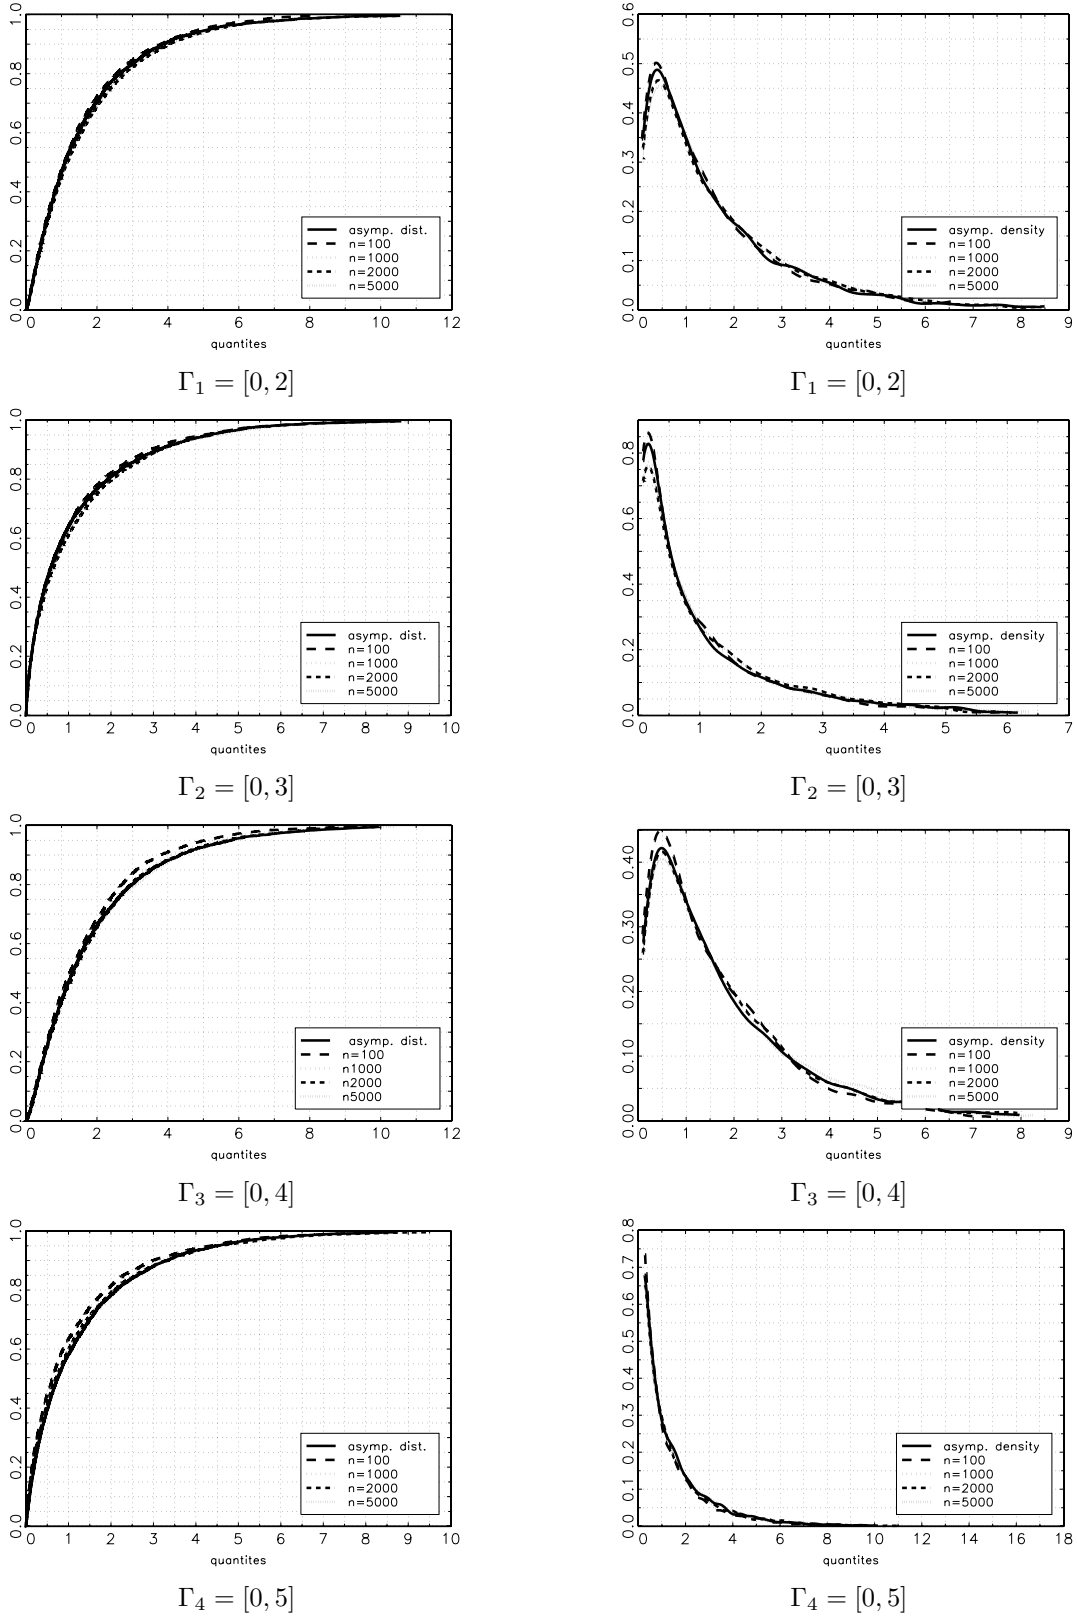 0.0 0.2 0.4 0.6 0.8 1.0
asymp. dist.
n=100
n=1000
n=2000
n=5000
0 2 4 6 8 10 12
quantites
Γ₁ = [0, 2]
0.0 0.1 0.2 0.3 0.4 0.5 0.6
asymp. density
n=100
n=1000
n=2000
n=5000
0 1 2 3 4 5 6 7 8 9
quantites
Γ₁ = [0, 2]
0.0 0.2 0.4 0.6 0.8 1.0
asymp. dist.
n=100
n=1000
n=2000
n=5000
0 1 2 3 4 5 6 7 8 9 10
quantites
Γ₂ = [0, 3]
0.0 0.2 0.4 0.6 0.8
asymp. density
n=100
n=1000
n=2000
n=5000
0 1 2 3 4 5 6 7
quantites
Γ₂ = [0, 3]
0.0 0.2 0.4 0.6 0.8 1.0
asymp. dist.
n=100
n1000
n2000
n5000
0 2 4 6 8 10 12
quantites
Γ₃ = [0, 4]
0.00 0.10 0.20 0.30 0.40
asymp. density
n=100
n=1000
n=2000
n=5000
0 1 2 3 4 5 6 7 8 9
quantites
Γ₃ = [0, 4]
0.0 0.2 0.4 0.6 0.8 1.0
asymp. dist.
n=100
n=1000
n=2000
n=5000
0 1 2 3 4 5 6 7 8 9 10
quantites
Γ₄ = [0, 5]
0.0 0.1 0.2 0.3 0.4 0.5 0.6 0.7 0.8
asymp. density
n=100
n=1000
n=2000
n=5000
0 2 4 6 8 10 12 14 16 18
quantites
Γ₄ = [0, 5]